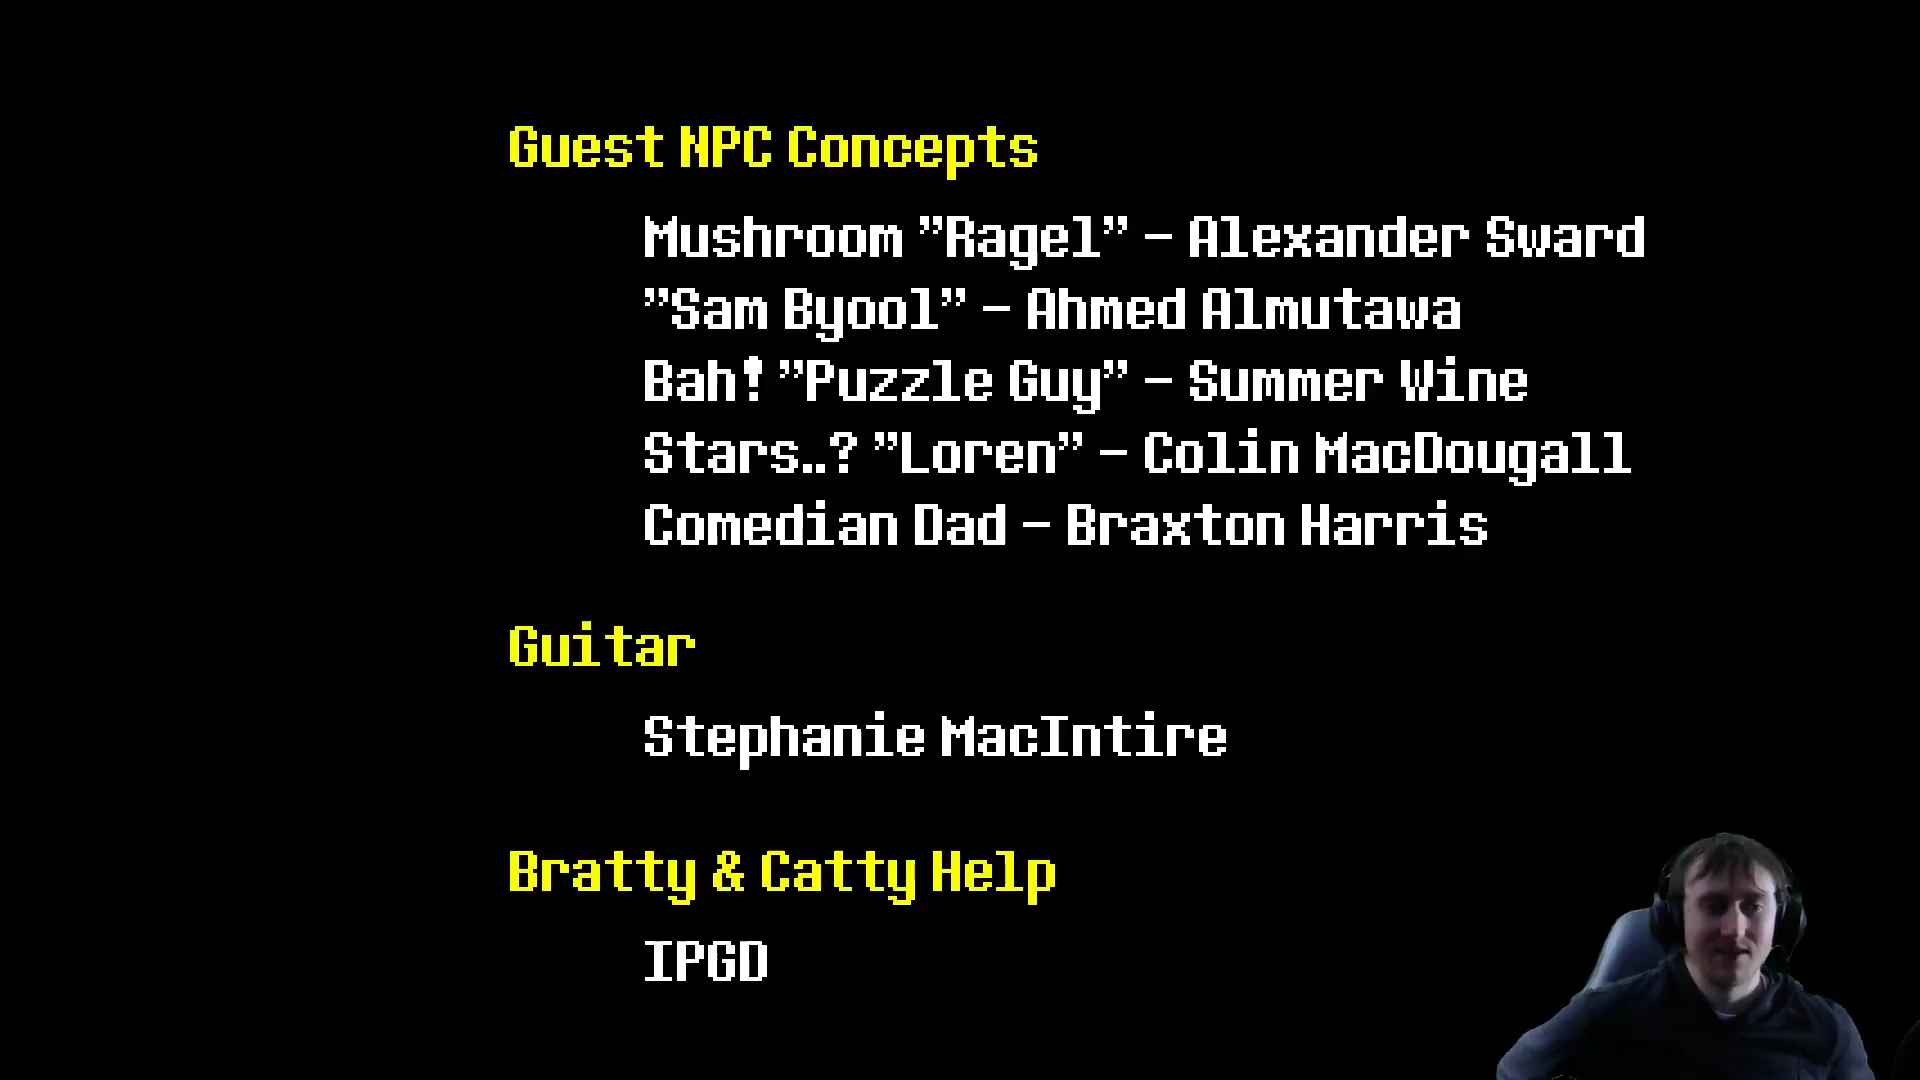 Guest NPC Concepts
Mushroom "Ragel" - Alexander Sward
"Sam Byool" - Ahmed Almutawa
Bah! "Puzzle Guy" - Summer Wine
Stars..? "Loren" - Colin MacDougall
Comedian Dad - Braxton Harris
Guitar
Stephanie MacIntire
Bratty & Catty Help
IPGD